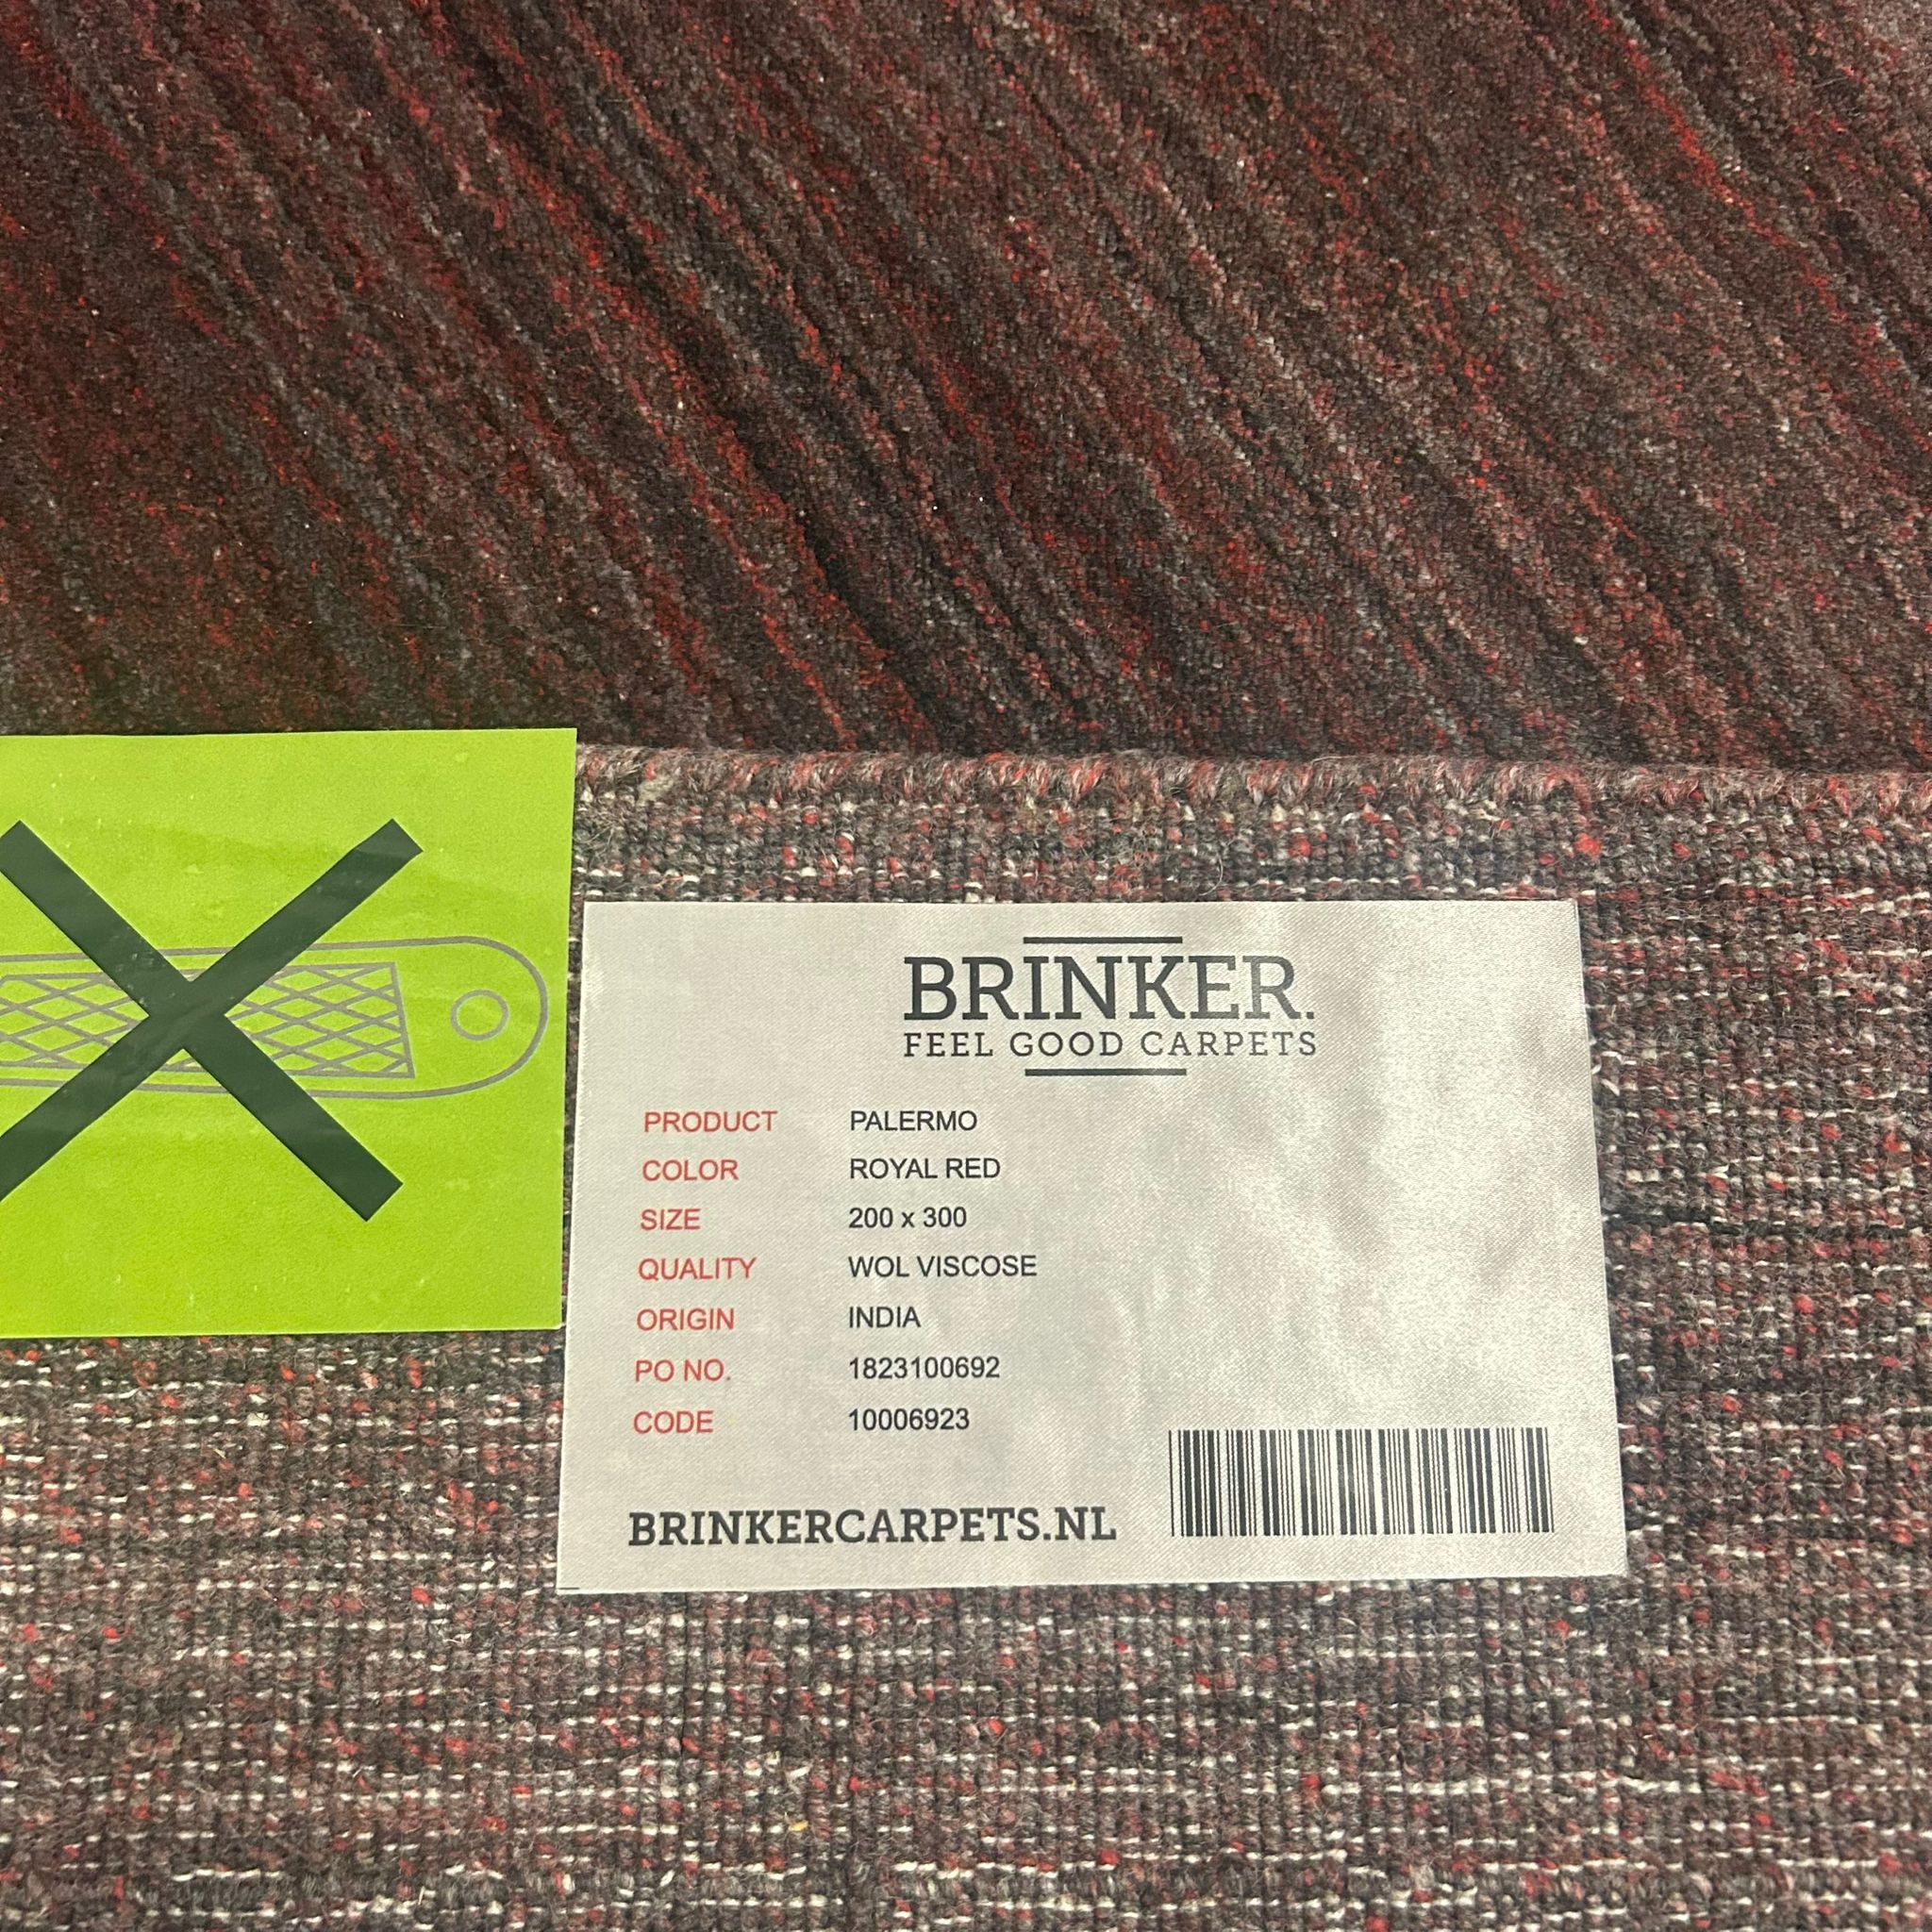 BRINKER.
FEEL GOOD CARPETS
PRODUCT PALERMO
COLOR ROYAL RED
SIZE 200 x 300
QUALITY WOL VISCOSE
ORIGIN INDIA
PO NO. 1823100692
CODE 10006923
BRINKERCARPETS.NL